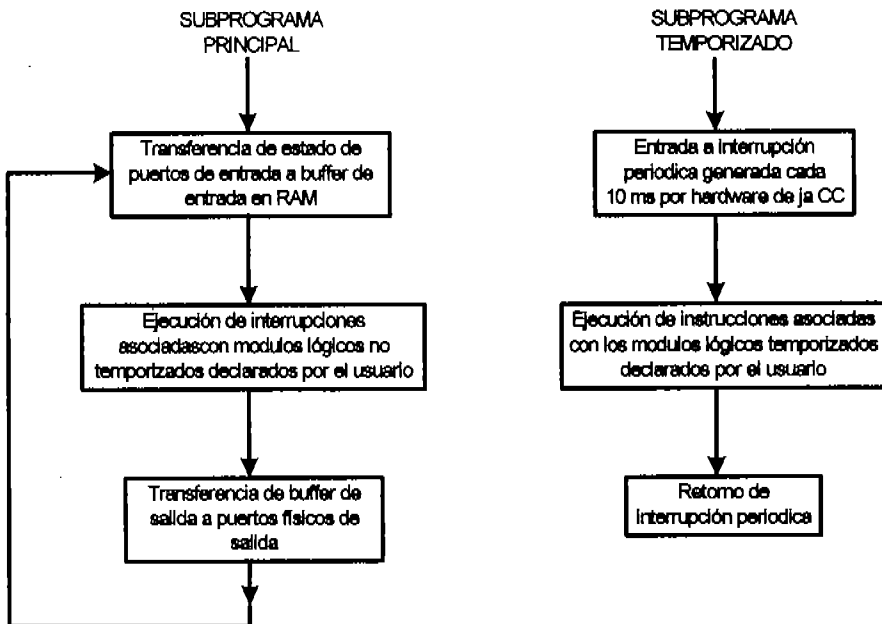 SUBPROGRAMA
PRINCIPAL
Transferencia de estado de
puertos de entrada a buffer de
entrada en RAM
Ejecución de interrupciones
asociadascon modulos lógicos no
temportzados declarados por el usuario
Transferencia de buffer de
salida a puertos físicos de
salida
SUBPROGRAMA
TEMPORIZADO
Entrada a interrupción
periodica generada cada
10 ms por hardware de ja CC
Ejecución de instrucciones asociadas
con los modulos lógicos temporizados
declarados por el usuario
Retorno de
interrupción periodica